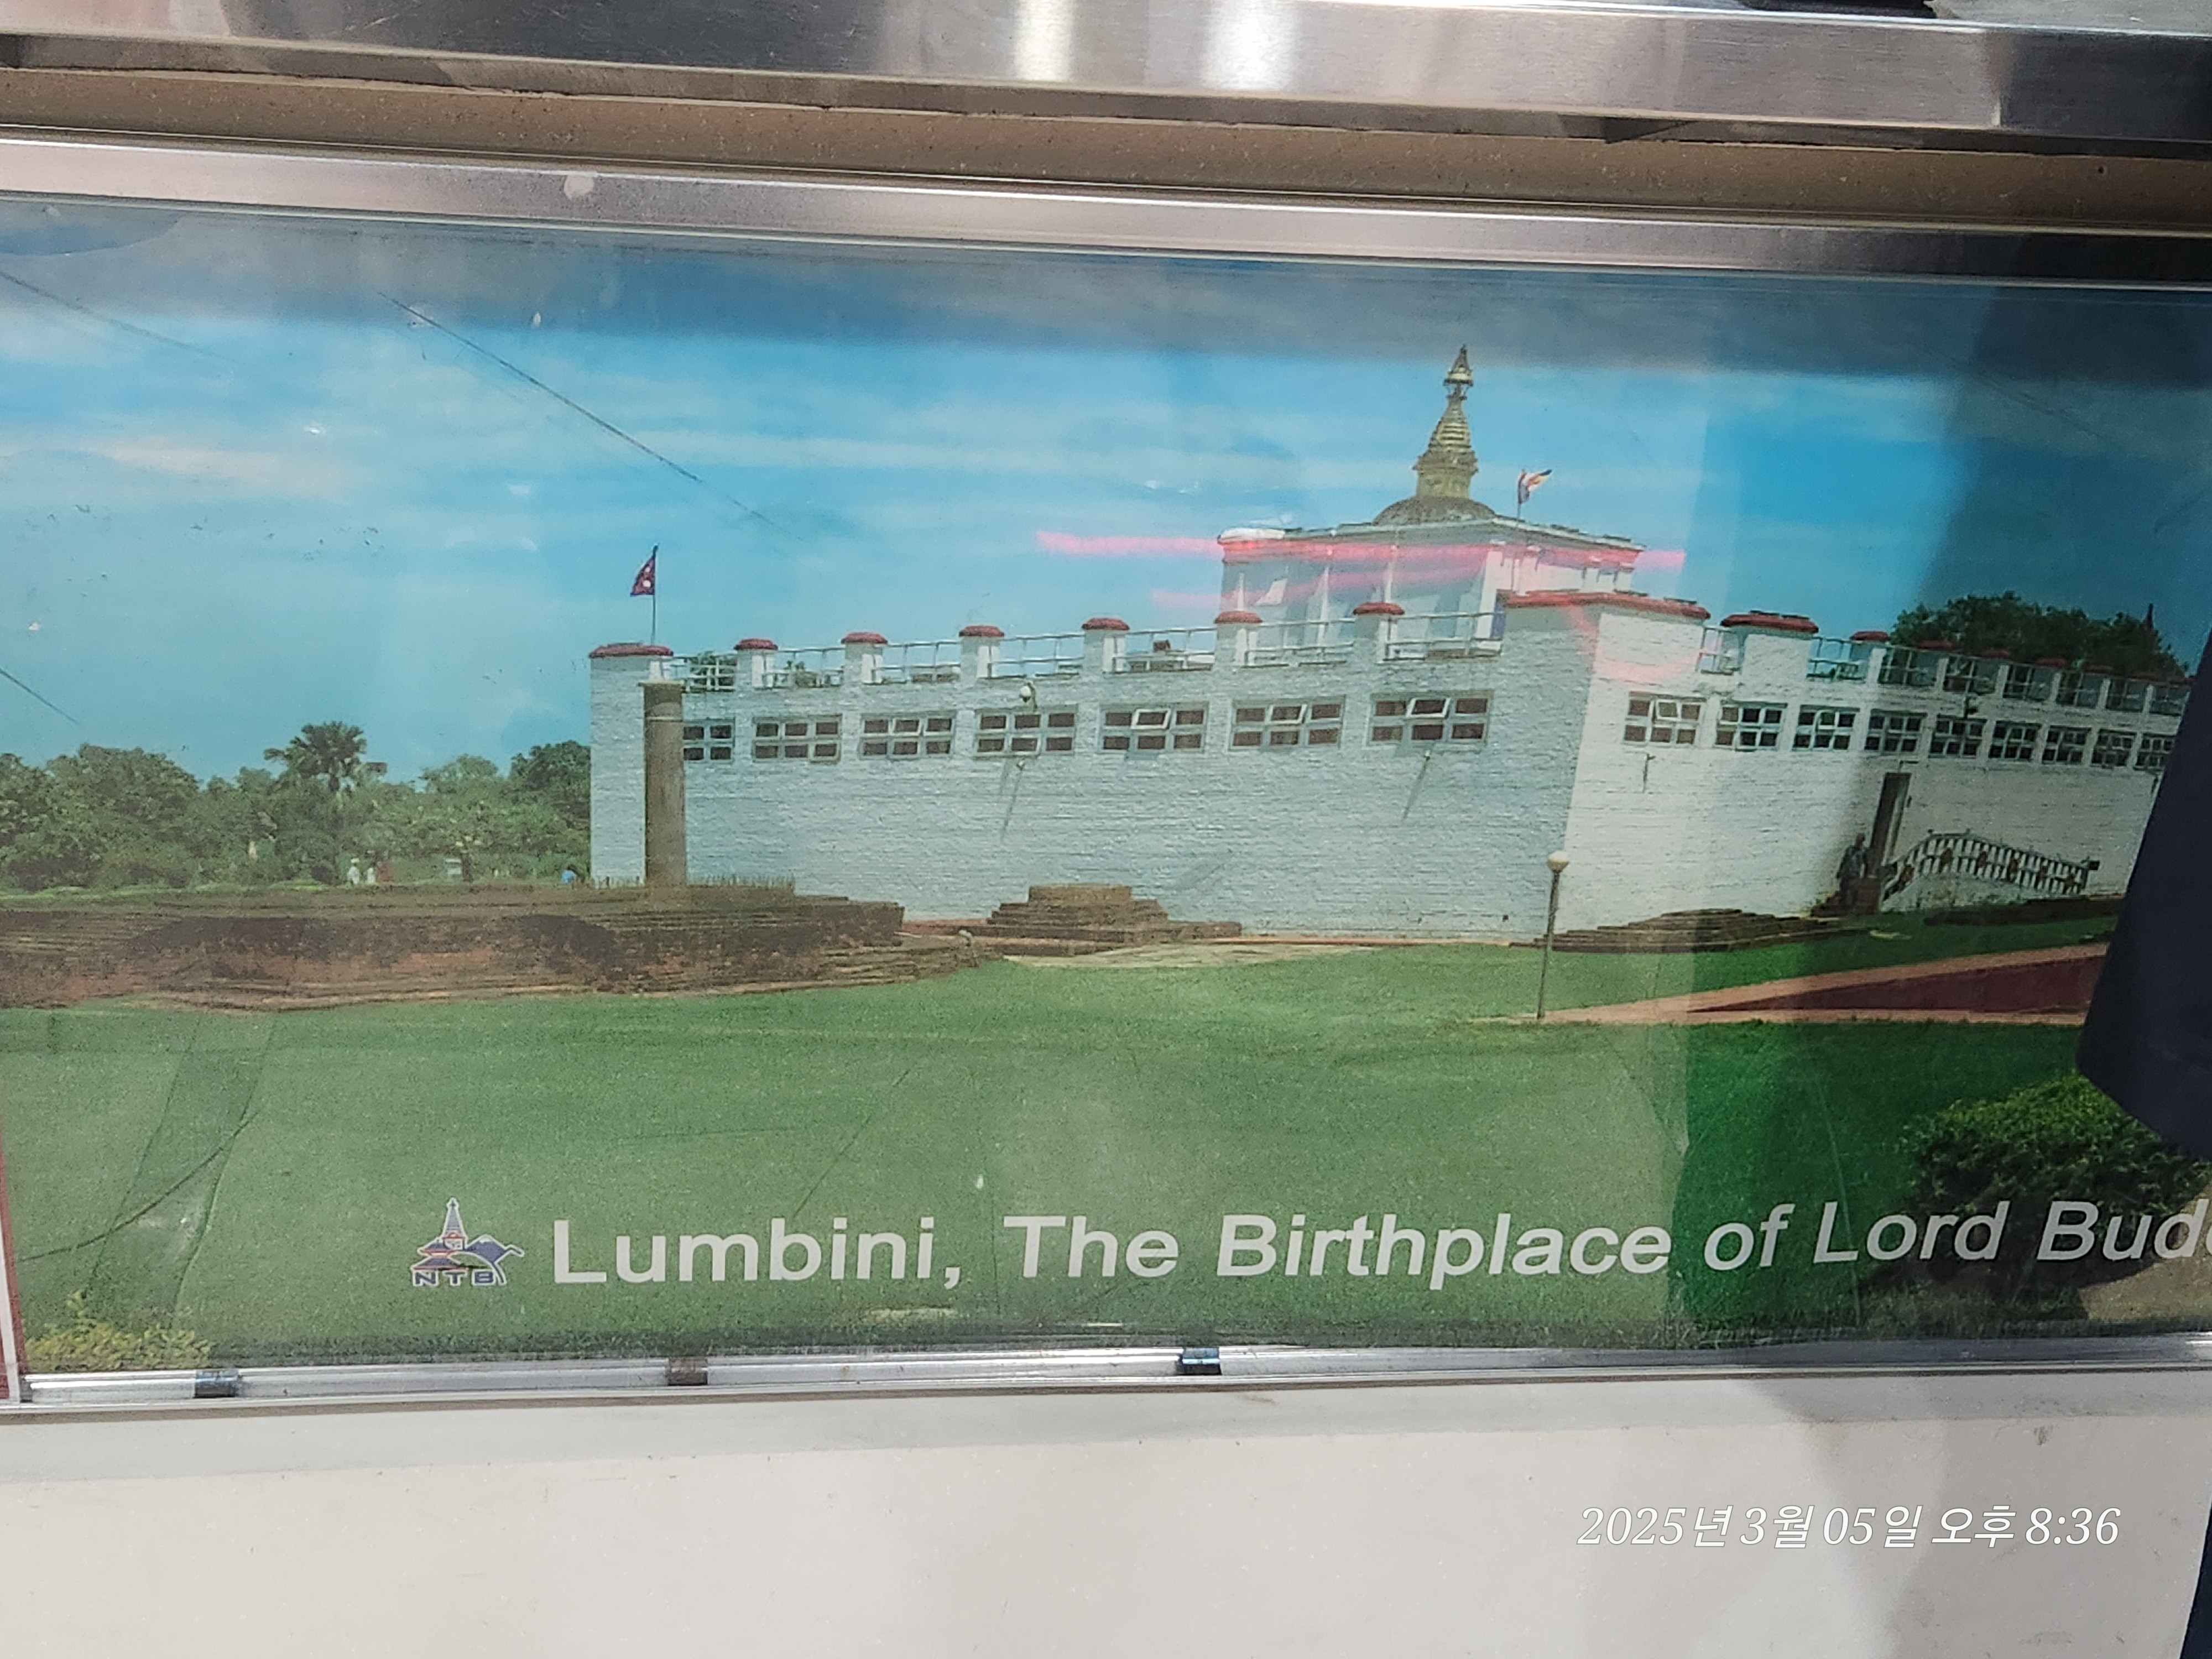 NTB
Lumbini, The Birthplace of Lord Bud
2025년 3월 05일 오후 8:36